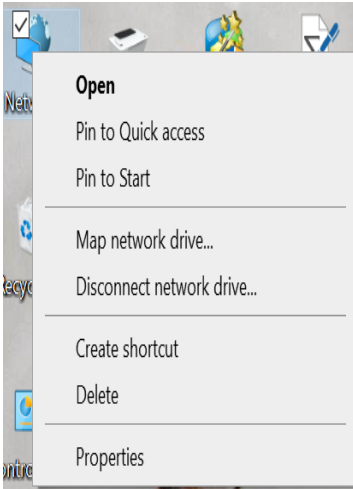 Open
Pin to Quick access
Pin to Start
Map network drive...
Disconnect network drive...
Create shortcut
Delete
Properties